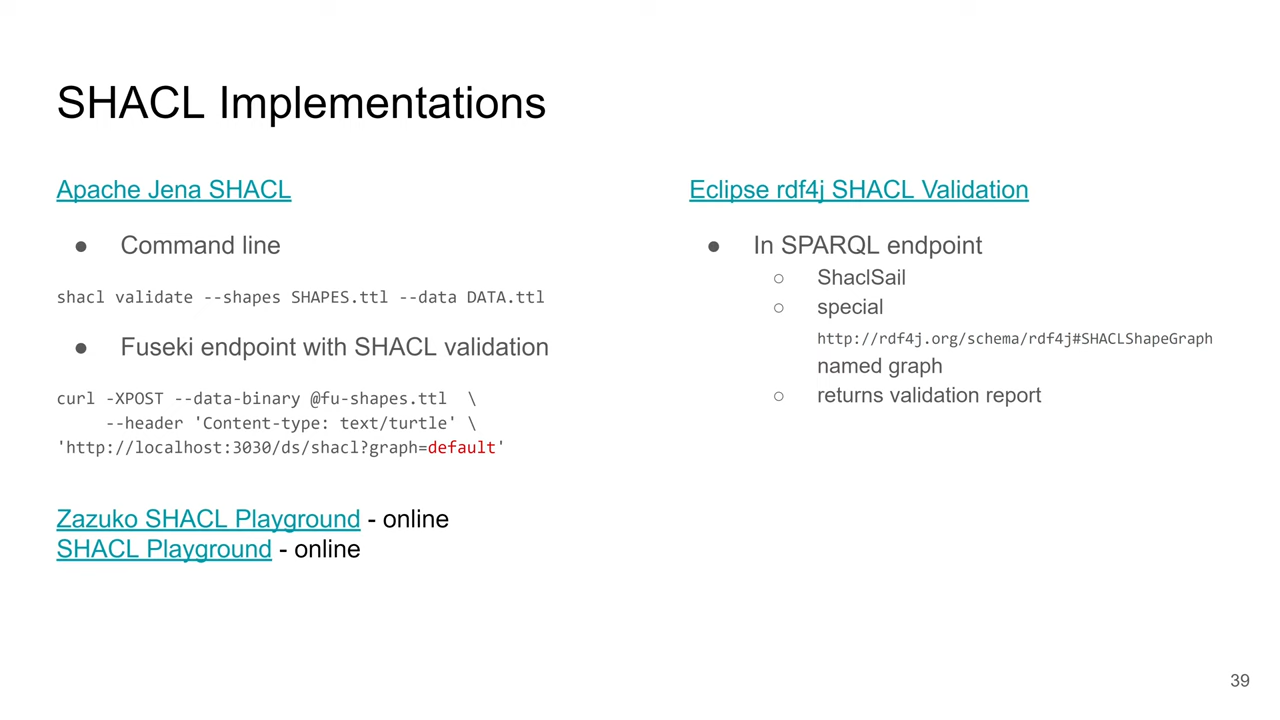 SHACL Implementations
Apache Jena SHACL
● Command line
shacl validate --shapes SHAPES.ttl --data DATA.ttl
● Fuseki endpoint with SHACL validation
curl -XPOST --data-binary @fu-shapes.ttl \
--header 'Content-type: text/turtle' \
'http://localhost:3030/ds/shacl?graph=default'
Zazuko SHACL Playground - online
SHACL Playground - online
Eclipse rdf4j SHACL Validation
● In SPARQL endpoint
○ ShaclSail
○ special
http://rdf4j.org/schema/rdf4j#SHACLShapeGraph
named graph
○ returns validation report
39